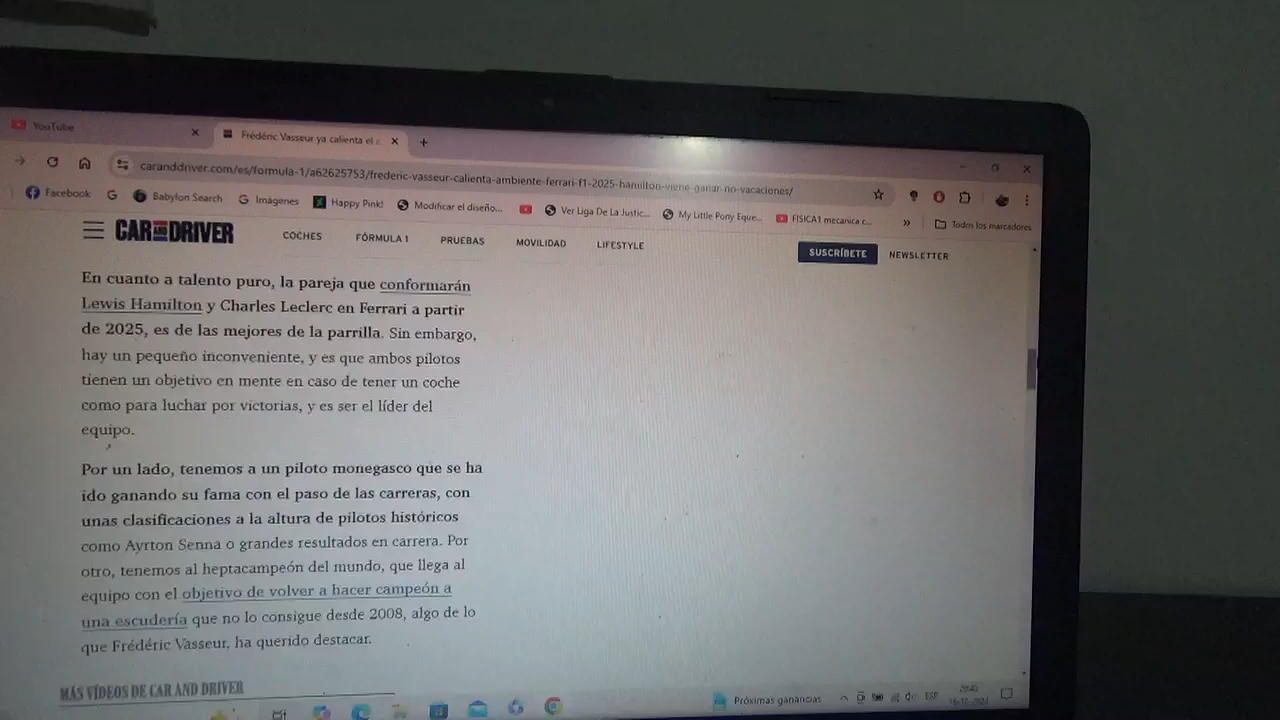 YouTube
Frédéric Vasseur ya calienta el
caranddriver.com/es/formula-1/a62625753/frederic-vasseur-calienta-ambiente-ferrari-f1-2025-hamilton-viene-ganar-no-vacaciones/
Facebook
Babylon Search
Imágenes
Happy Pink!
Modificar el diseño...
Ver Liga De La Justic...
My Little Pony Eque...
FISICA1 mecanica c...
»
Todos los marcadores
CAR AND DRIVER
COCHES
FÓRMULA 1
PRUEBAS
MOVILIDAD
LIFESTYLE
SUSCRÍBETE
NEWSLETTER
En cuanto a talento puro, la pareja que conformarán
Lewis Hamilton y Charles Leclerc en Ferrari a partir
de 2025, es de las mejores de la parrilla. Sin embargo,
hay un pequeño inconveniente, y es que ambos pilotos
tienen un objetivo en mente en caso de tener un coche
como para luchar por victorias, y es ser el líder del
equipo.
Por un lado, tenemos a un piloto monegasco que se ha
ido ganando su fama con el paso de las carreras, con
unas clasificaciones a la altura de pilotos históricos
como Ayrton Senna o grandes resultados en carrera. Por
otro, tenemos al heptacampeón del mundo, que llega al
equipo con el objetivo de volver a hacer campeón a
una escudería que no lo consigue desde 2008, algo de lo
que Frédéric Vasseur, ha querido destacar.
MÁS VÍDEOS DE CAR AND DRIVER
Próximas ganancias
ESP